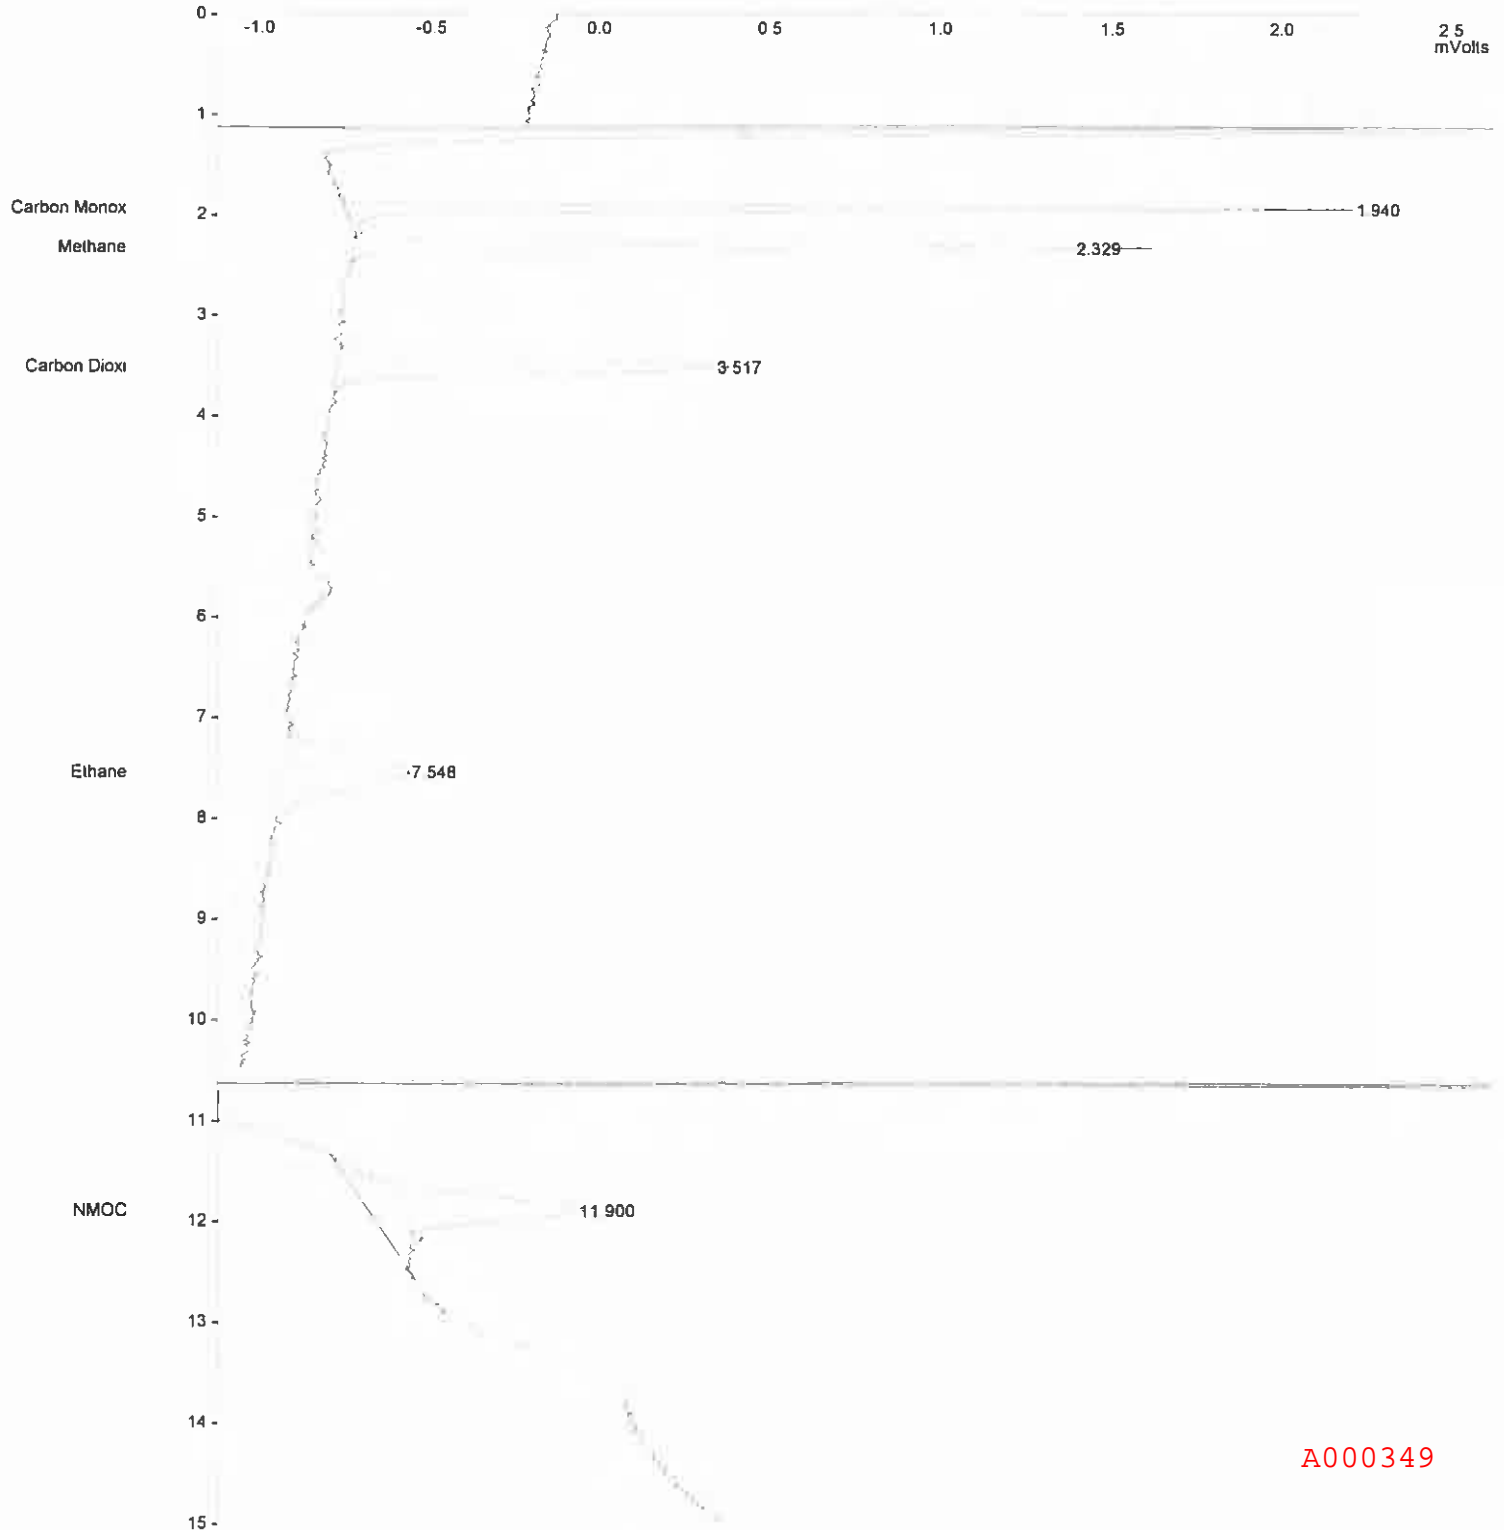 0 -
-1.0 -0.5 0.0 0 5 1.0 1.5 2.0 2 5
mVolts
1 -
Carbon Monox 2 - 1 940
Methane 2.329
3 -
Carbon Dioxi 3 517
4 -
5 -
6 -
7 -
Ethane 7 548
8 -
9 -
10 -
11 -
NMOC 11 900
12 -
13 -
14 -
A000349
15 -